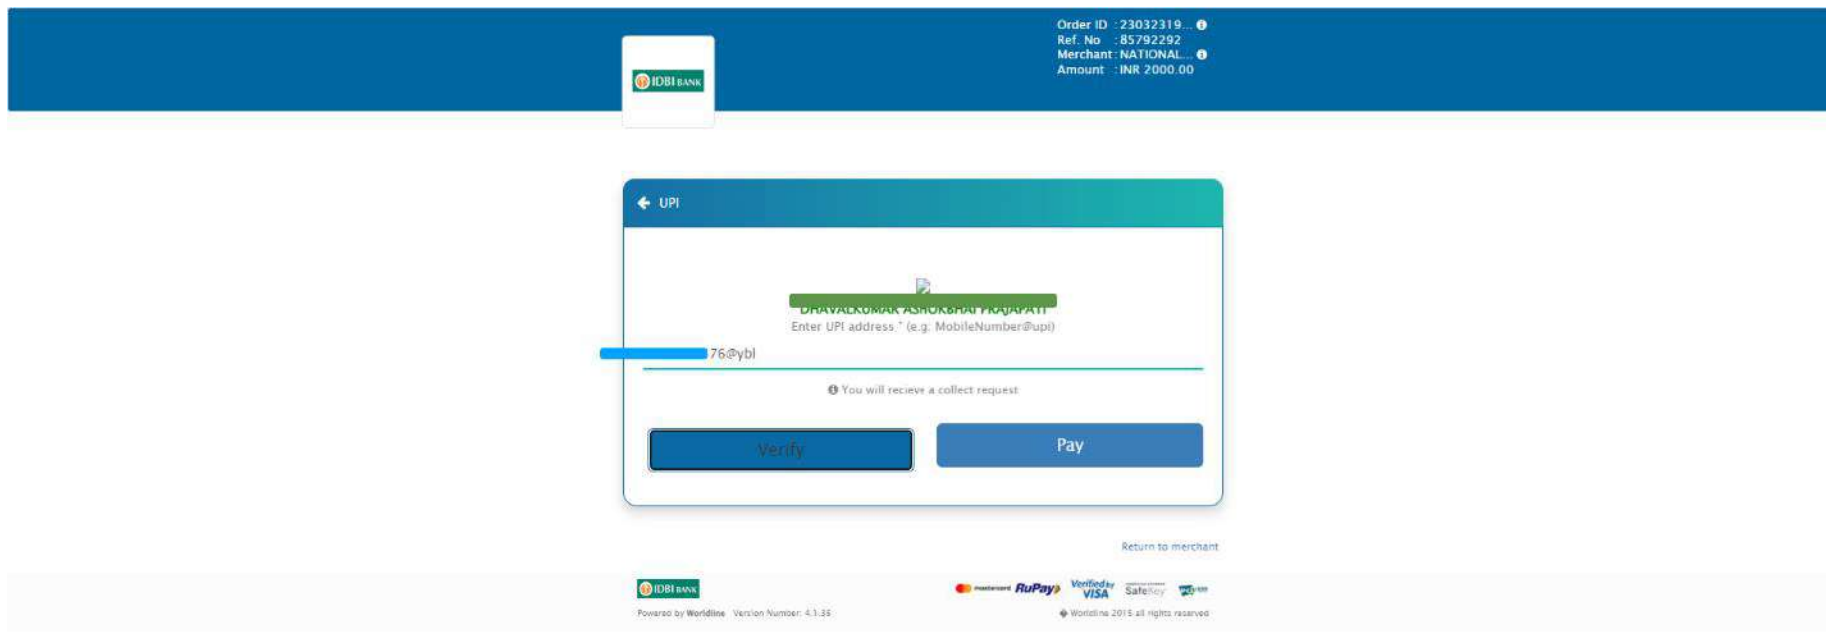 Order ID : 23032319...
Ref. No : 85792292
Merchant : NATIONAL...
Amount : INR 2000.00
IDBI BANK
UPI
Enter UPI address * (e.g. MobileNumber@upi)
76@ybl
You will recieve a collect request
Verify
Pay
Return to merchant
IDBI BANK
mastercard RuPay Verified by VISA SafeKey
Powered by Worldline Version Number: 4.1.35
� Worldline 2015 all rights reserved